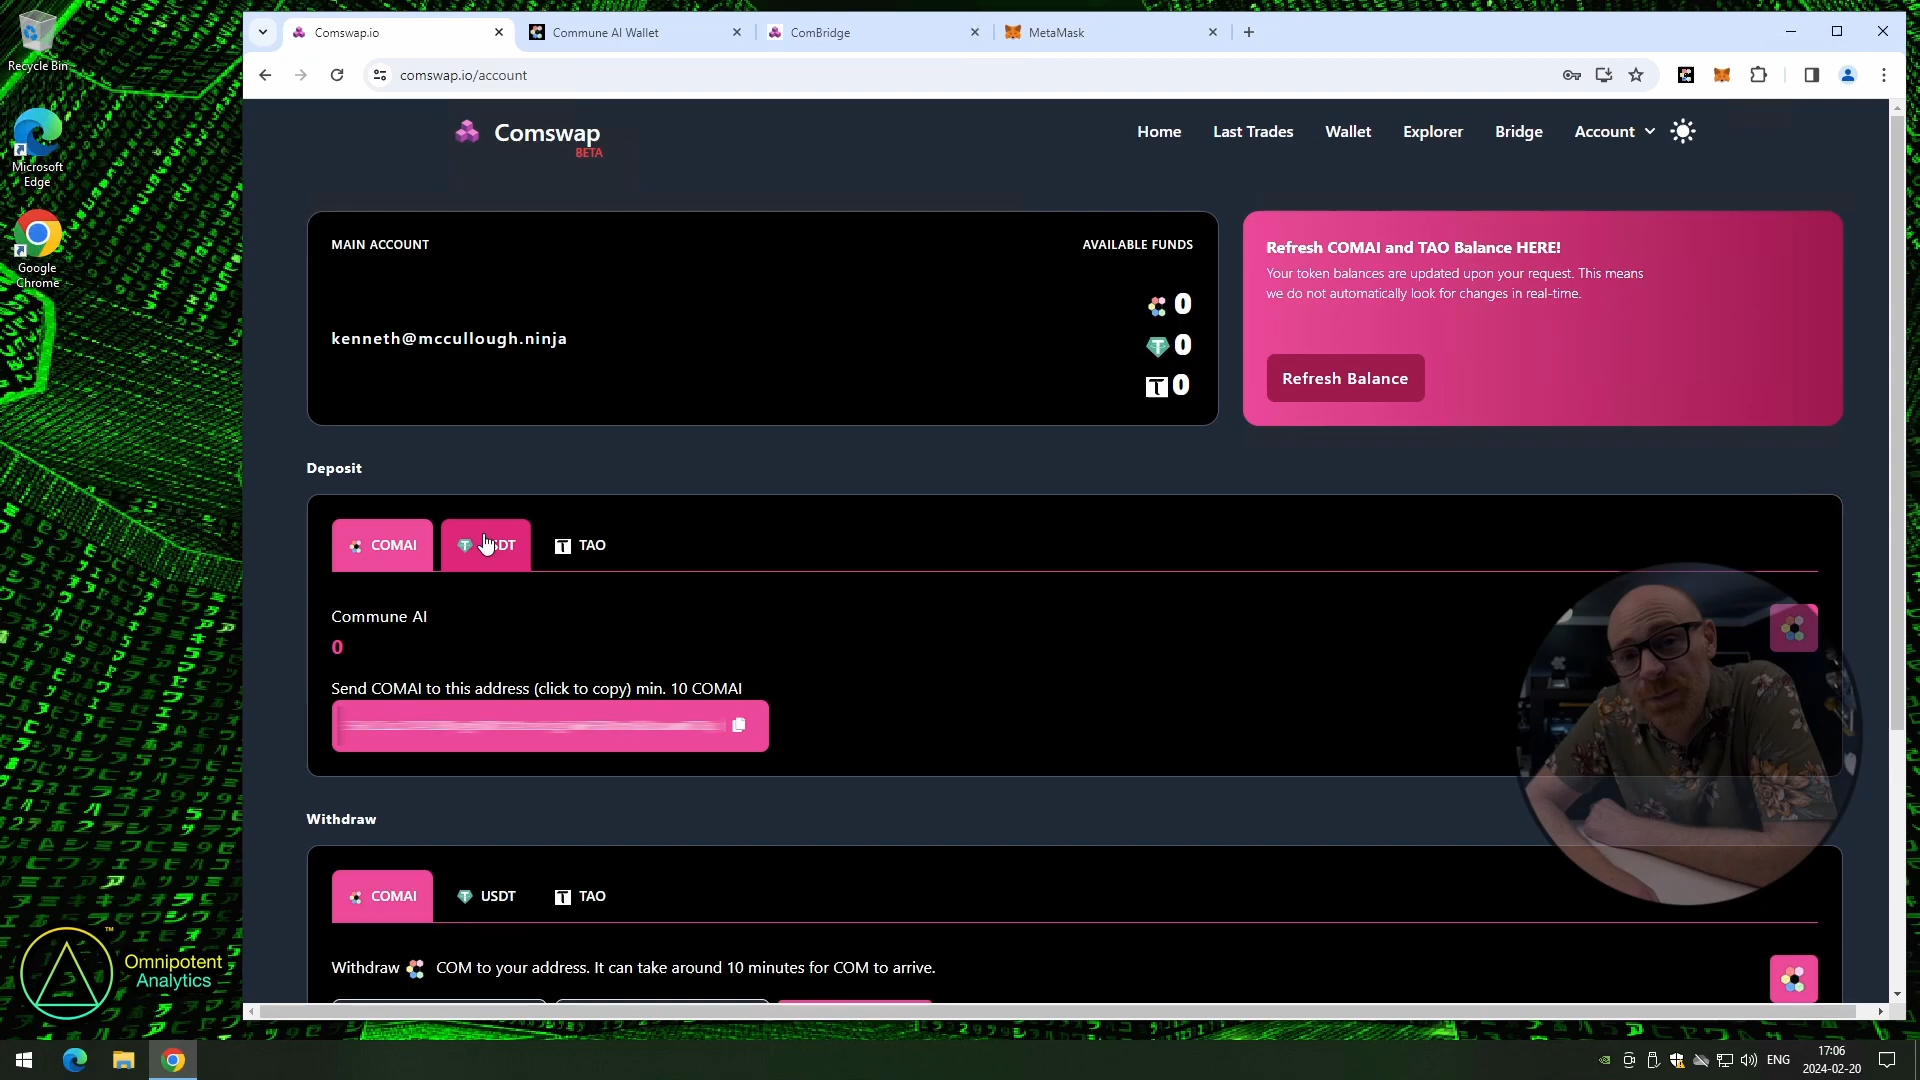 Recycle Bin
Microsoft
Edge
Google
Chrome
Comswap.io
Commune AI Wallet
ComBridge
MetaMask
comswap.io/account
Comswap
BETA
Home
Last Trades
Wallet
Explorer
Bridge
Account
MAIN ACCOUNT
AVAILABLE FUNDS
0
kenneth@mccullough.ninja
0
0
Refresh COMAI and TAO Balance HERE!
Your token balances are updated upon your request. This means
we do not automatically look for changes in real-time.
Refresh Balance
Deposit
COMAI
TAO
Commune AI
0
Send COMAI to this address (click to copy) min. 10 COMAI
Withdraw
COMAI
USDT
TAO
Withdraw COM to your address. It can take around 10 minutes for COM to arrive.
Omnipotent
Analytics
TM
ENG
17:06
2024-02-20